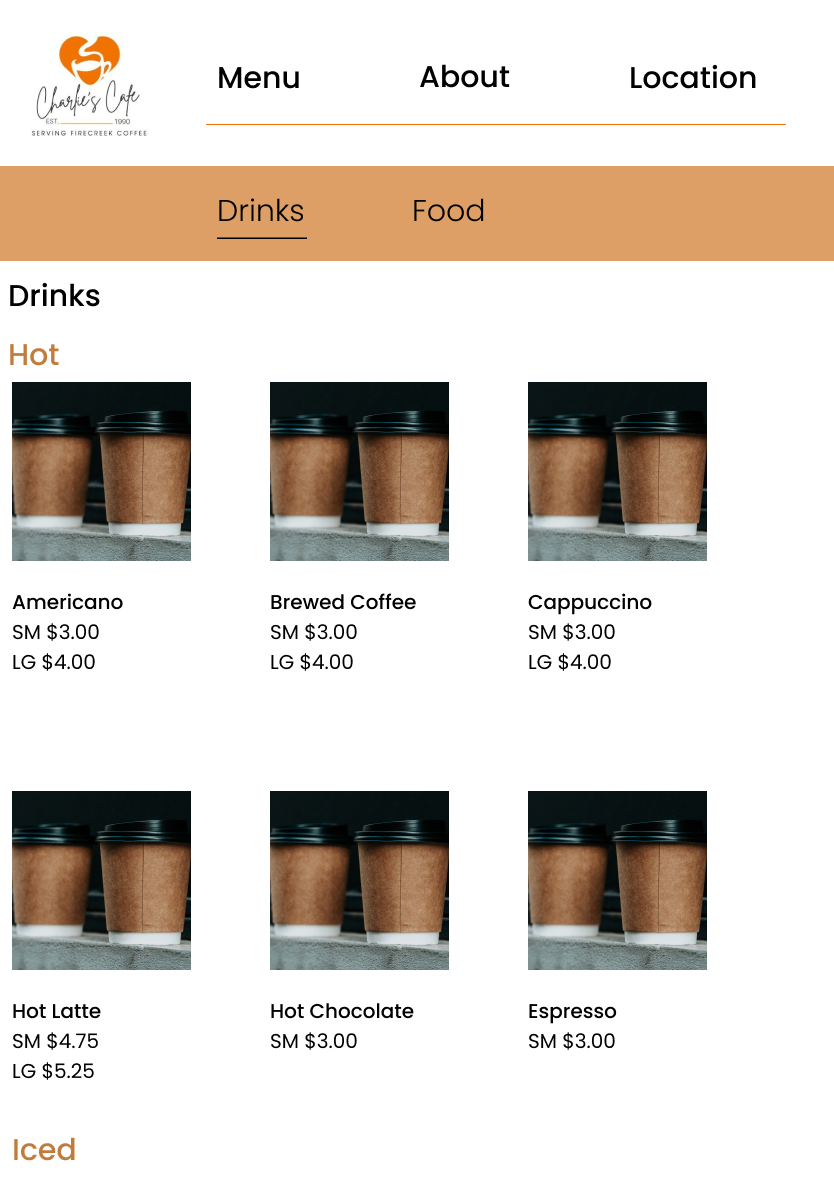 Charlie's Cafe
EST. 1990
SERVING FIRECREEK COFFEE
Menu About Location
Drinks Food
Drinks
Hot
Americano
SM $3.00
LG $4.00
Brewed Coffee
SM $3.00
LG $4.00
Cappuccino
SM $3.00
LG $4.00
Hot Latte
SM $4.75
LG $5.25
Hot Chocolate
SM $3.00
Espresso
SM $3.00
Iced